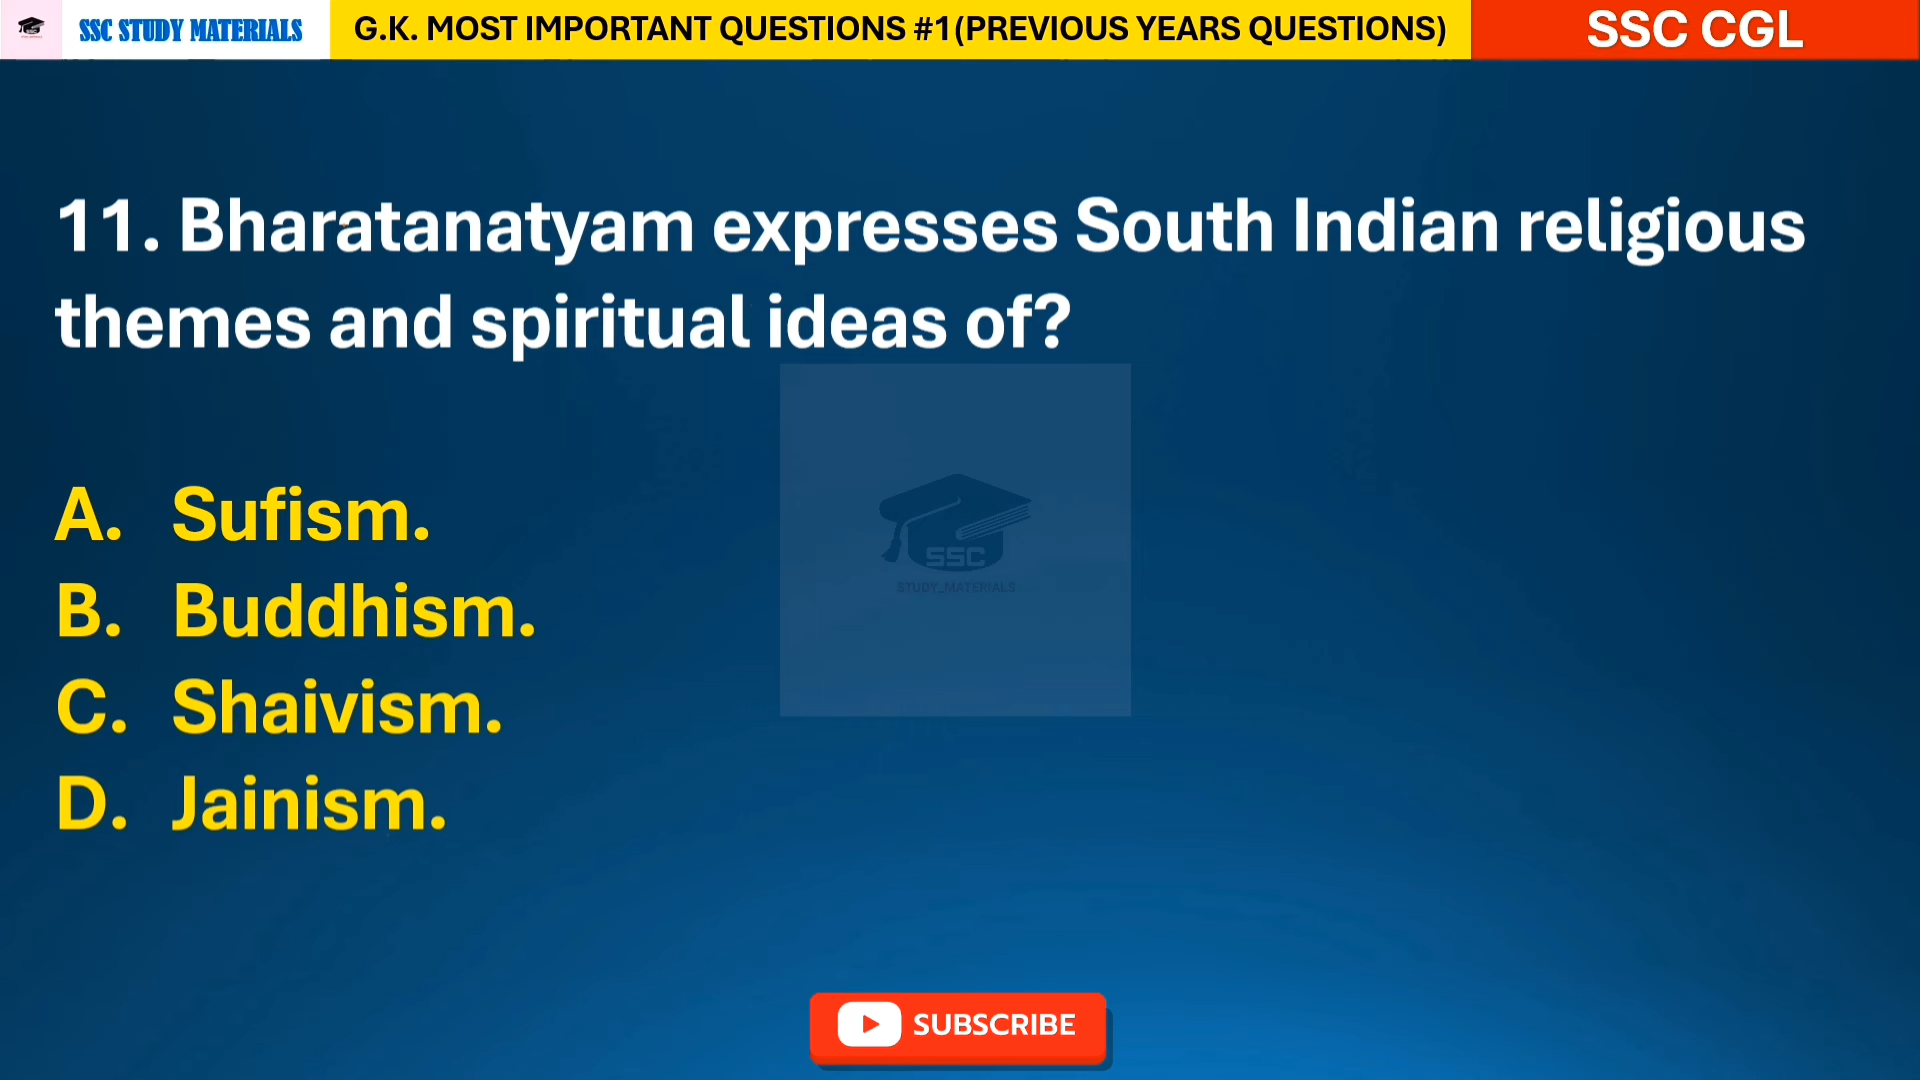 SSC STUDY MATERIALS
G.K. MOST IMPORTANT QUESTIONS #1(PREVIOUS YEARS QUESTIONS)
SSC CGL
11. Bharatanatyam expresses South Indian religious
themes and spiritual ideas of?
A. Sufism.
B. Buddhism.
C. Shaivism.
D. Jainism.
SSC
STUDY_MATERIALS
SUBSCRIBE